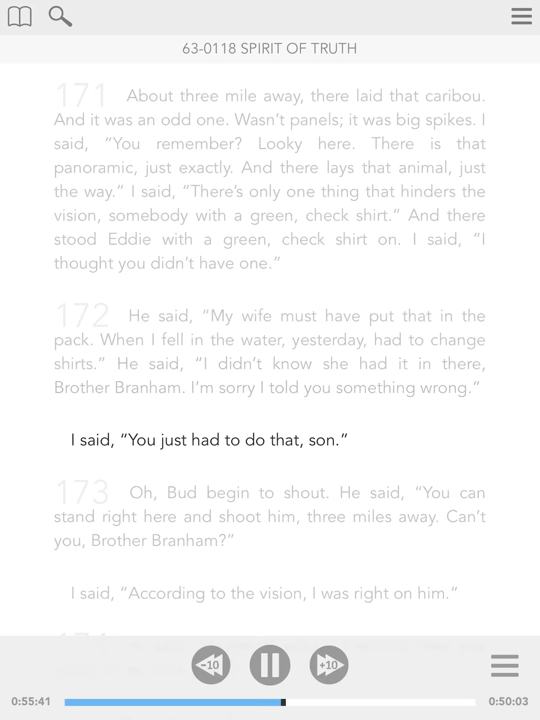 63-0118 SPIRIT OF TRUTH
171 About three mile away, there laid that caribou.
And it was an odd one. Wasn’t panels; it was big spikes. I
said, “You remember? Looky here. There is that
panoramic, just exactly. And there lays that animal, just
the way.” I said, “There’s only one thing that hinders the
vision, somebody with a green, check shirt.” And there
stood Eddie with a green, check shirt on. I said, “I
thought you didn’t have one.”
172 He said, “My wife must have put that in the
pack. When I fell in the water, yesterday, had to change
shirts.” He said, “I didn’t know she had it in there,
Brother Branham. I’m sorry I told you something wrong.”
I said, “You just had to do that, son.”
173 Oh, Bud begin to shout. He said, “You can
stand right here and shoot him, three miles away. Can’t
you, Brother Branham?”
I said, “According to the vision, I was right on him.”
-10
+10
0:55:41
0:50:03